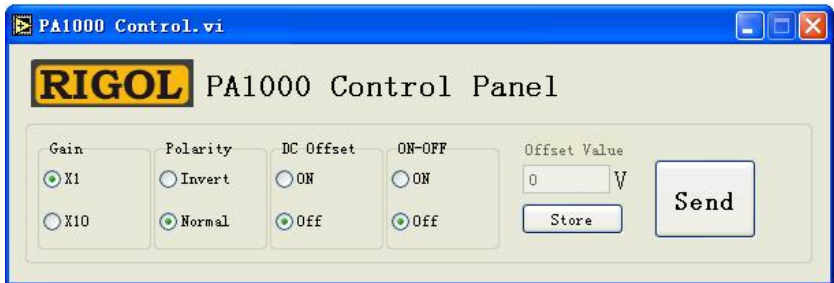 PA1000 Control.vi
RIGOL PA1000 Control Panel
Gain Polarity DC Offset ON-OFF Offset Value
X1 Invert ON ON 0 V
Send
X10 Normal Off Off Store